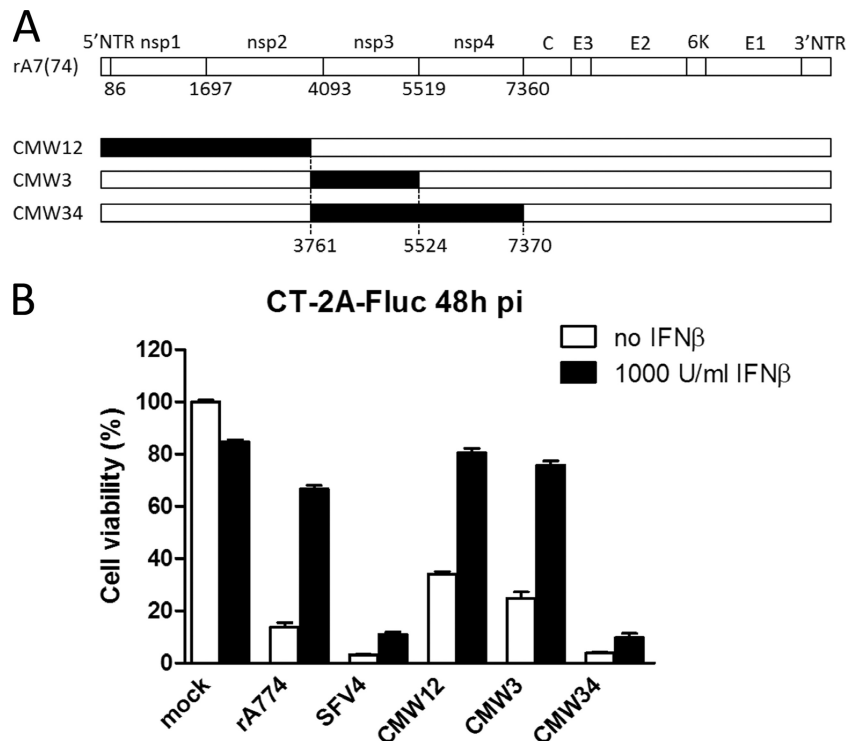 A
5'NTR nsp1 nsp2 nsp3 nsp4 C E3 E2 6K E1 3'NTR
rA7(74)
86 1697 4093 5519 7360
CMW12
CMW3
CMW34
3761 5524 7370
B
CT-2A-Fluc 48h pi
no IFNβ
1000 U/ml IFNβ
Cell viability (%)
120
100
80
60
40
20
0
mock rA774 SFV4 CMW12 CMW3 CMW34